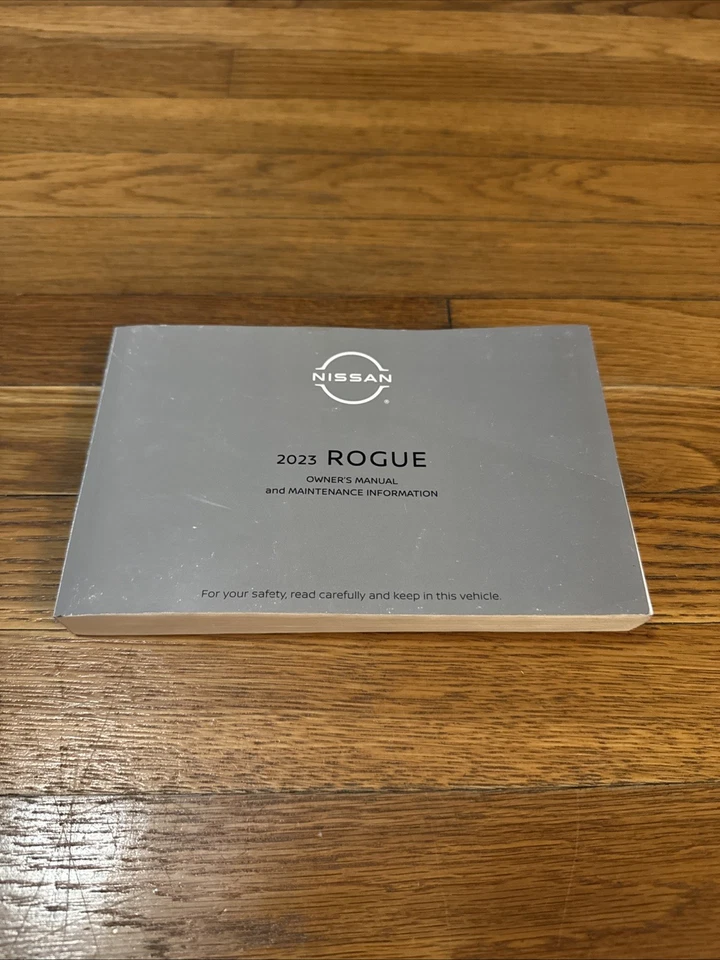 NISSAN
2023 ROGUE
OWNER'S MANUAL
and MAINTENANCE INFORMATION
For your safety, read carefully and keep in this vehicle.